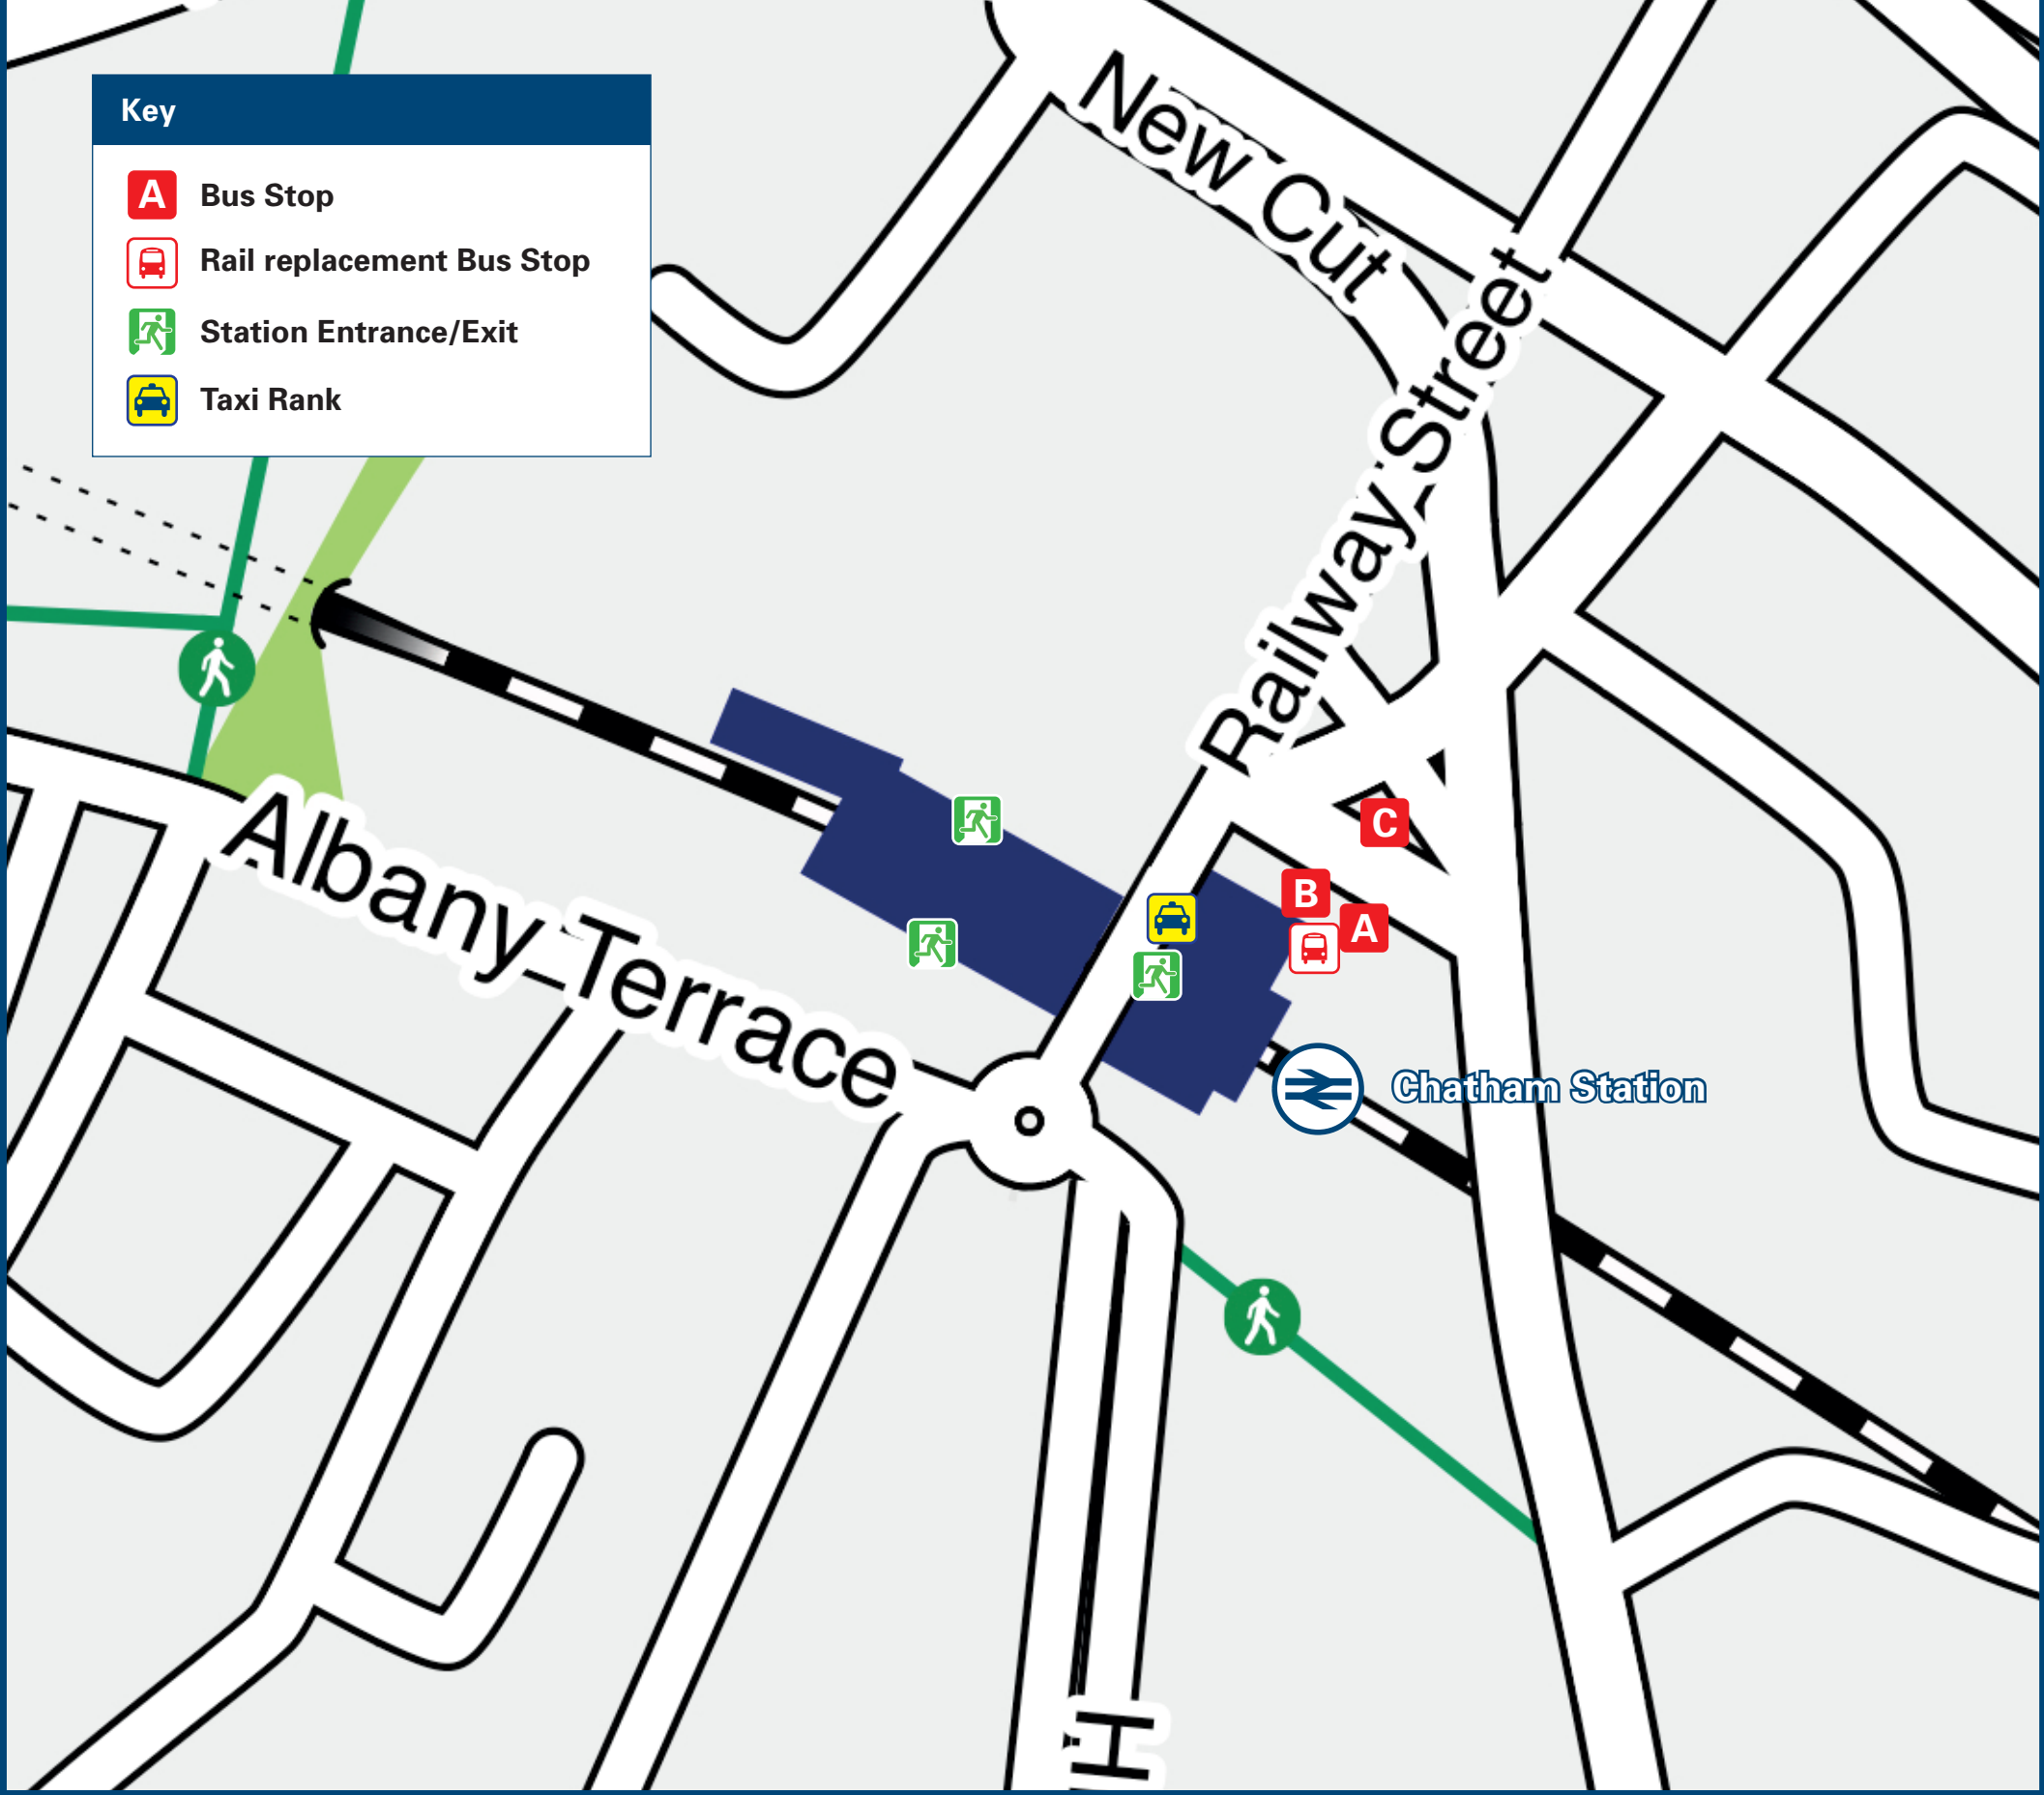 Key
A Bus Stop
Rail replacement Bus Stop
Station Entrance/Exit
Taxi Rank
New Cut
Railway Street
Albany Terrace
C
B
A
Chatham Station
H